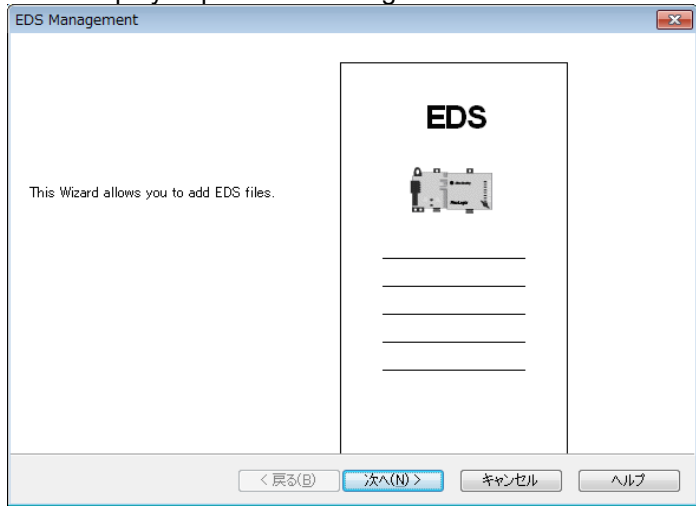 EDS Management
EDS
This Wizard allows you to add EDS files.
< 戻る(B)
次へ(N) >
キャンセル
ヘルプ